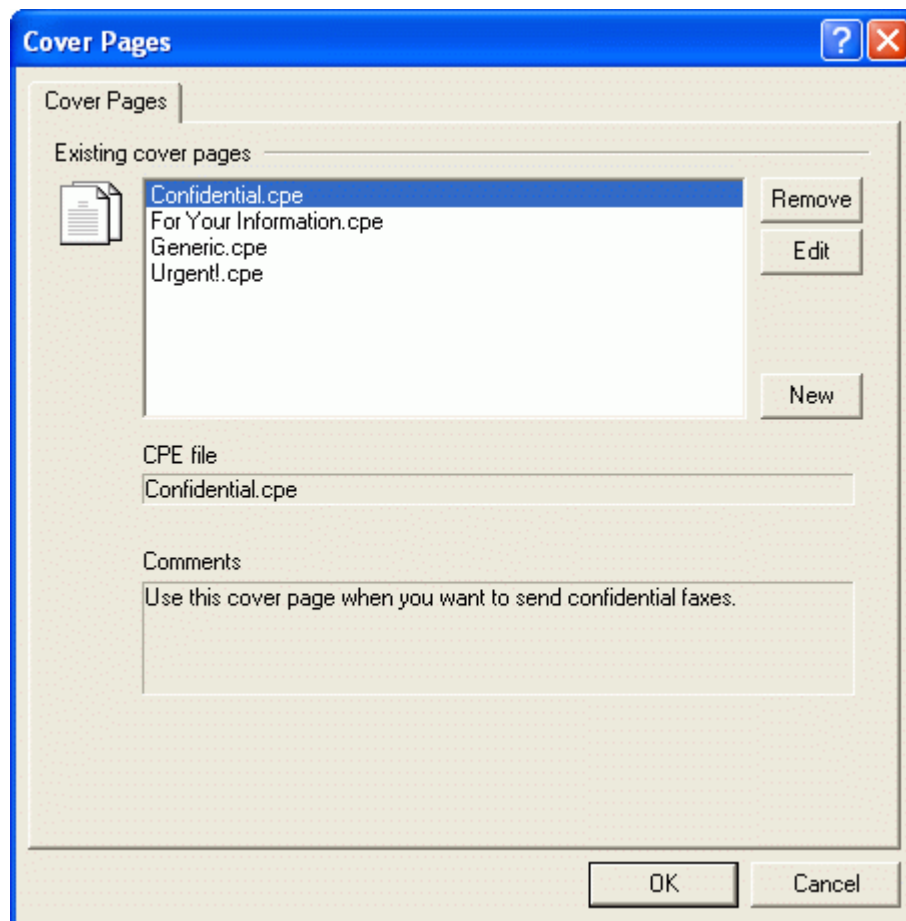 Cover Pages
Cover Pages
Existing cover pages
Confidential.cpe
For Your Information.cpe
Generic.cpe
Urgent!.cpe
Remove
Edit
New
CPE file
Confidential.cpe
Comments
Use this cover page when you want to send confidential faxes.
OK
Cancel